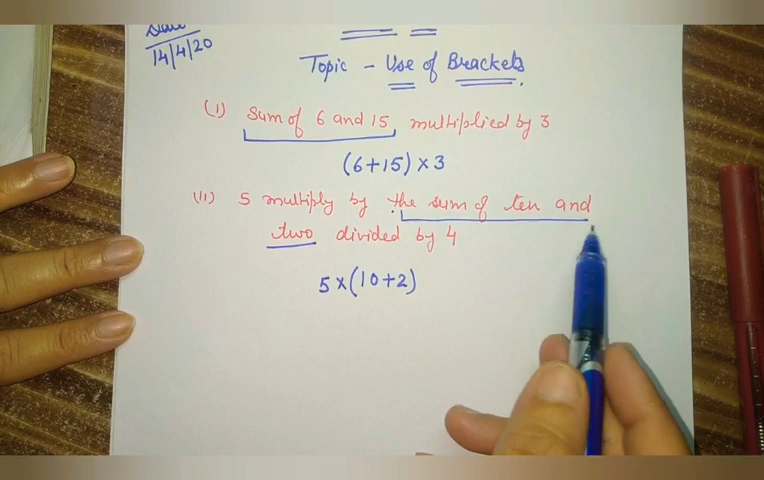 14/4/20
Topic - Use of Brackets.
(I) Sum of 6 and 15 multiplied by 3
(6+15)×3
(II) 5 multiply by the sum of ten and
two divided by 4
5×(10+2)